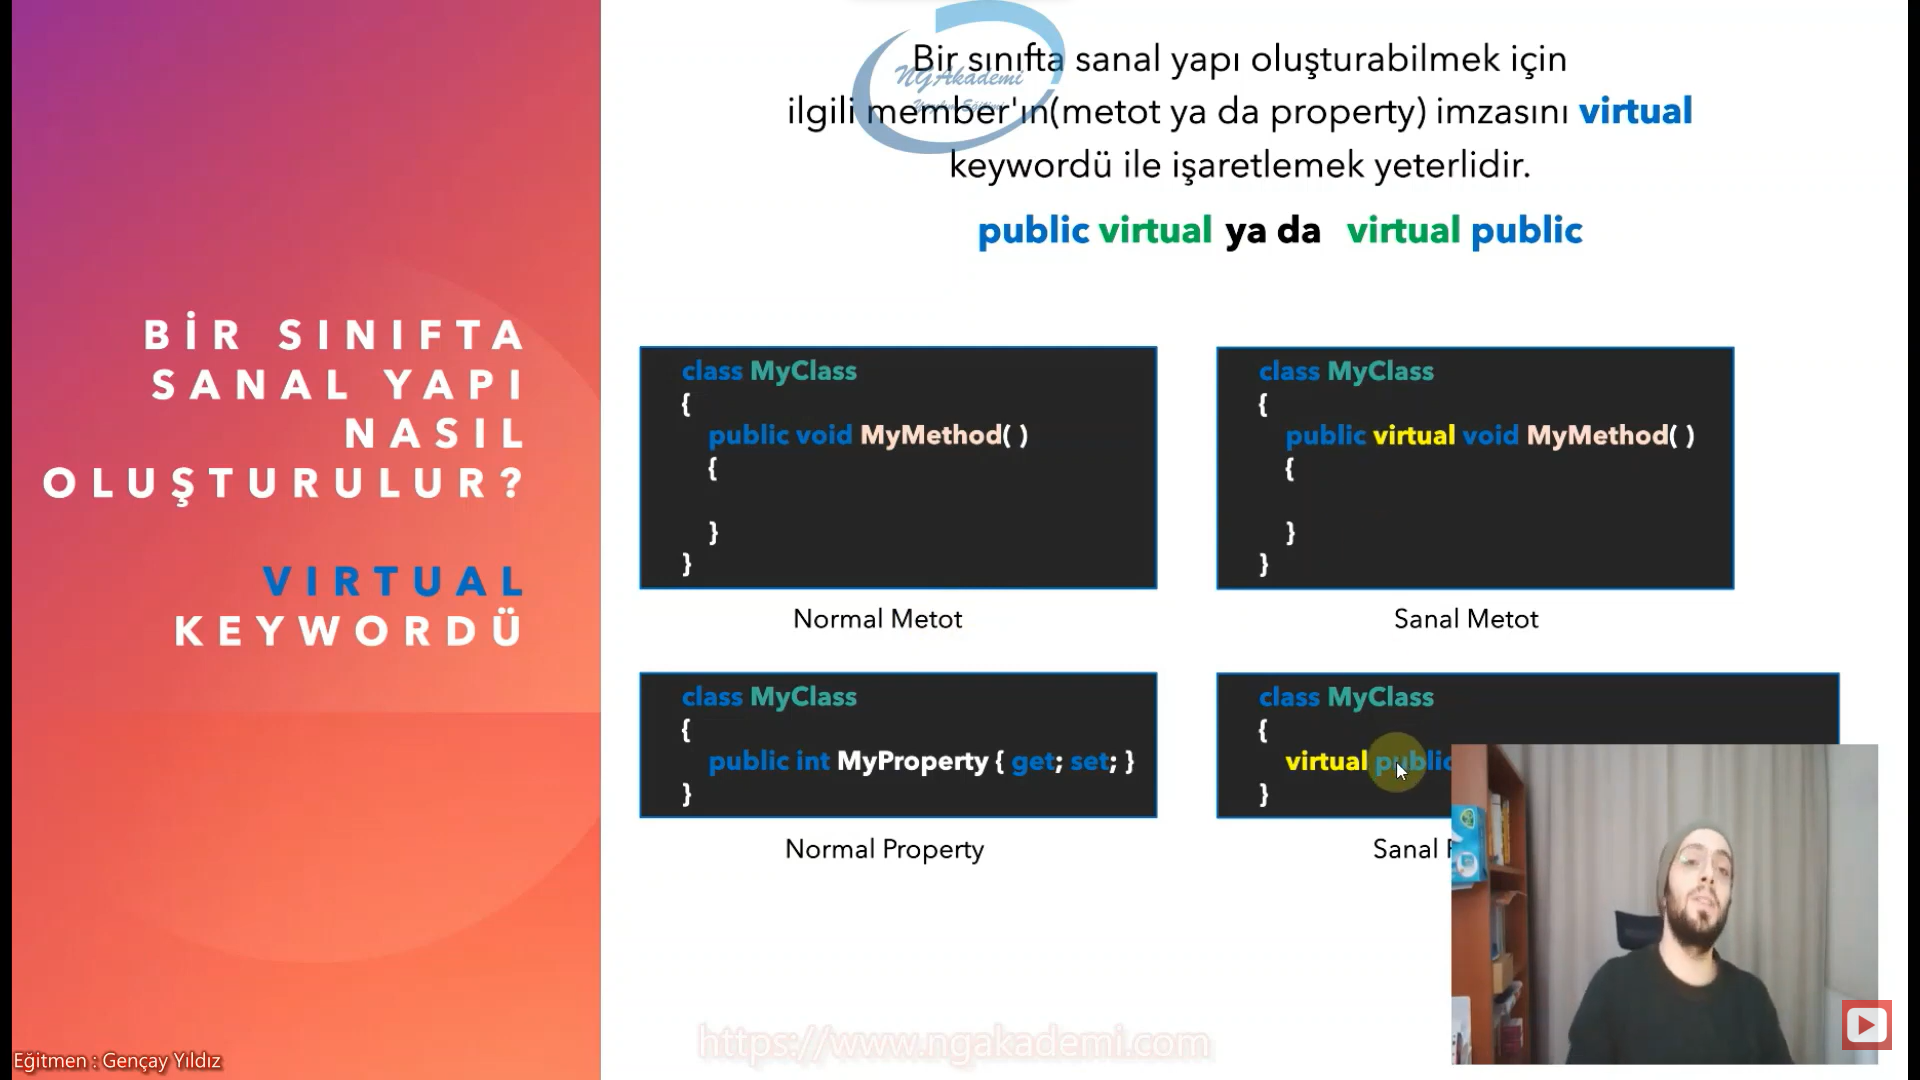 BİR SINIFTA
SANAL YAPI
NASIL
OLUŞTURULUR?
VIRTUAL
KEYWORDÜ
Eğitmen : Gençay Yıldız
NGAkademi
Yazılım Eğitimi
Bir sınıfta sanal yapı oluşturabilmek için
ilgili member'ın(metot ya da property) imzasını virtual
keywordü ile işaretlemek yeterlidir.
public virtual ya da virtual public
class MyClass
{
public void MyMethod( )
{
}
}
Normal Metot
class MyClass
{
public virtual void MyMethod( )
{
}
}
Sanal Metot
class MyClass
{
public int MyProperty { get; set; }
}
Normal Property
class MyClass
{
virtual public
}
Sanal
https://www.ngakademi.com